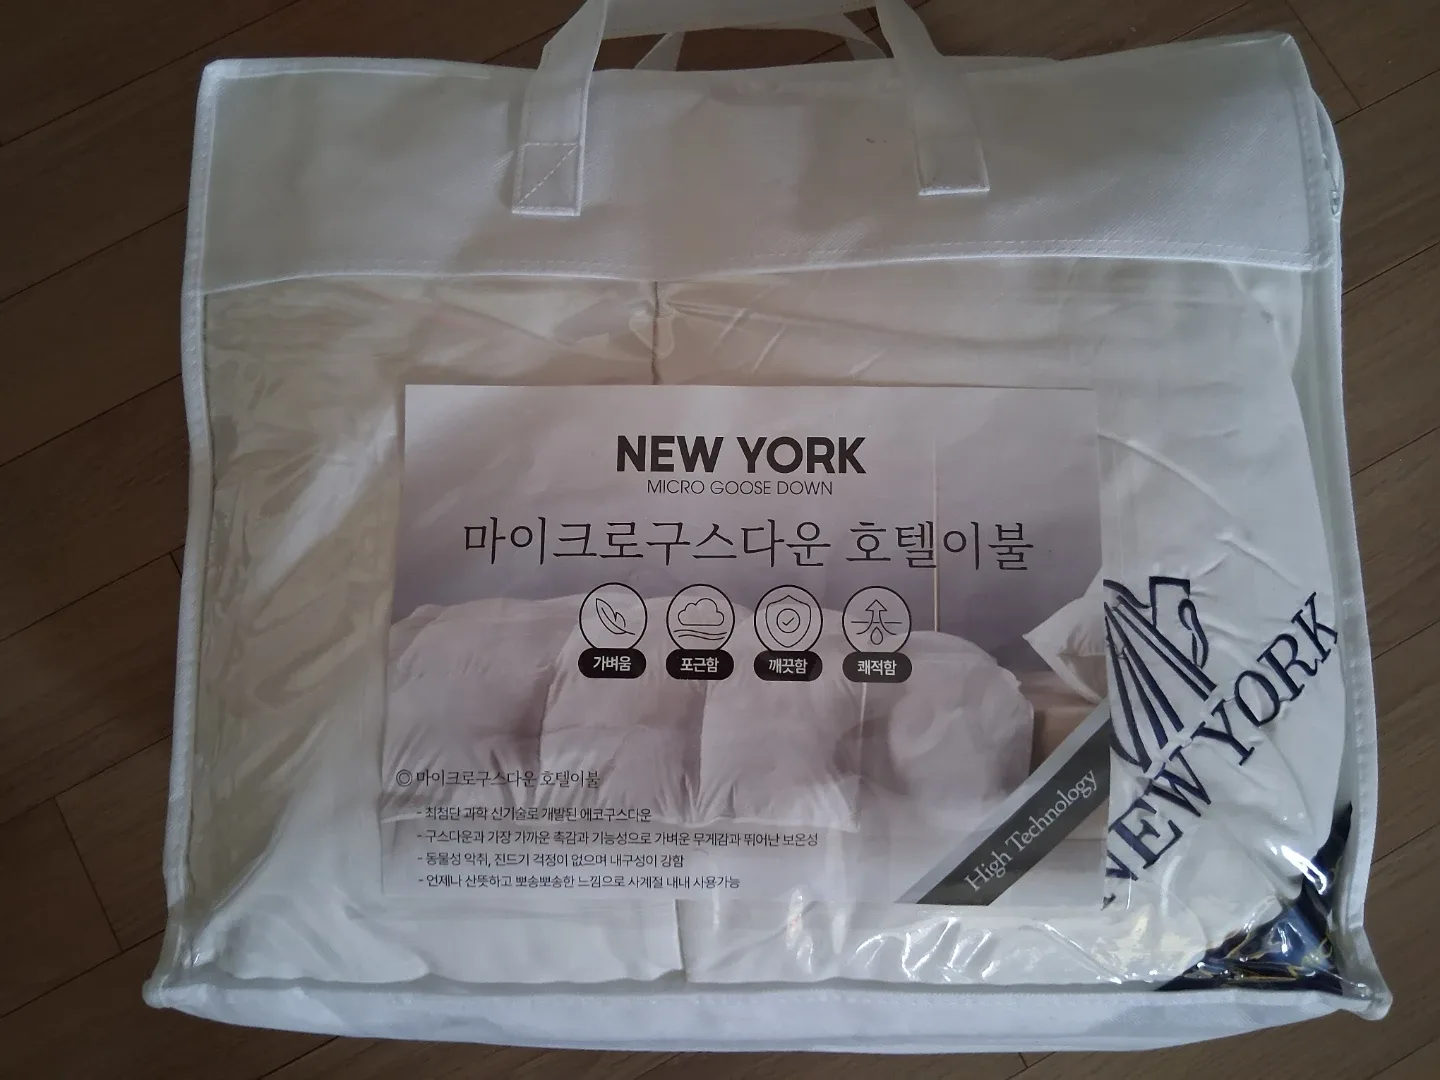 NEW YORK
MICRO GOOSE DOWN
마이크로구스다운 호텔이불
가벼움
포근함
깨끗함
쾌적함
◎ 마이크로구스다운 호텔이불
- 최첨단 과학 신기술로 개발된 에코구스다운
- 구스다운과 가장 가까운 촉감과 기능성으로 가벼운 무게감과 뛰어난 보온성
- 동물성 악취, 진드기 걱정이 없으며 내구성이 강함
- 언제나 산뜻하고 뽀송뽀송한 느낌으로 사계절 내내 사용가능
High Technology
NEW YORK